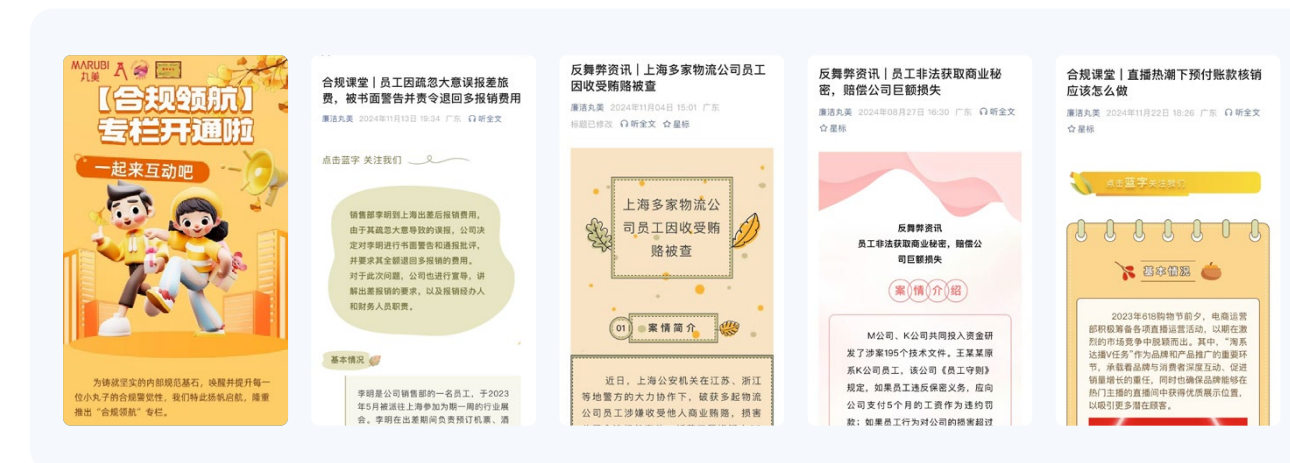 MARUBI
丸美
【合规领航】
专栏开通啦
一起来互动吧
为铸就坚实的内部规范基石，唤醒并提升每一
位小丸子的合规警觉性，我们特此扬帆启航，隆重
推出“合规领航”专栏。
合规课堂 | 员工因疏忽大意误报差旅
费，被书面警告并责令退回多报销费用
廉洁丸美 2024年11月13日 19:34 广东 听全文
点击蓝字 关注我们
销售部李明到上海出差后报销费用，
由于其疏忽大意导致的误报，公司决
定对李明进行书面警告和通报批评，
并要求其全额退回多报销的费用。
对于此次问题，公司也进行宣导，讲
解出差报销的要求，以及报销经办人
和财务人员职责。
基本情况
李明是公司销售部的一名员工，于2023
年5月被派往上海参加为期一周的行业展
会。李明在出差期间负责预订机票、酒
反舞弊资讯 | 上海多家物流公司员工
因收受贿赂被查
廉洁丸美 2024年11月04日 15:01 广东
标题已修改 听全文 星标
上海多家物流公
司员工因收受贿
赂被查
01 案情简介
近日，上海公安机关在江苏、浙江
等地警方的大力协作下，破获多起物流
公司员工涉嫌收受他人商业贿赂，损害
反舞弊资讯 | 员工非法获取商业秘
密，赔偿公司巨额损失
廉洁丸美 2024年08月27日 16:30 广东 听全文
星标
反舞弊资讯
员工非法获取商业秘密，赔偿公
司巨额损失
案情介绍
M公司、K公司共同投入资金研
发了涉案195个技术文件。王某某原
系K公司员工，该公司《员工守则》
规定，如果员工违反保密义务，应向
公司支付5个月的工资作为违约罚
款；如果员工行为对公司的损害超过
合规课堂 | 直播热潮下预付账款核销
应该怎么做
廉洁丸美 2024年11月22日 18:26 广东 听全文
星标
点击蓝字关注我们
基本情况
2023年618购物节前夕，电商运营
部积极筹备各项直播运营活动，以期在激
烈的市场竞争中脱颖而出。其中，“淘系
达播V任务”作为品牌和产品推广的重要环
节，承载着品牌与消费者深度互动、促进
销量增长的重任，同时也确保品牌能够在
热门主播的直播间中获得优质展示位置，
以吸引更多潜在顾客。